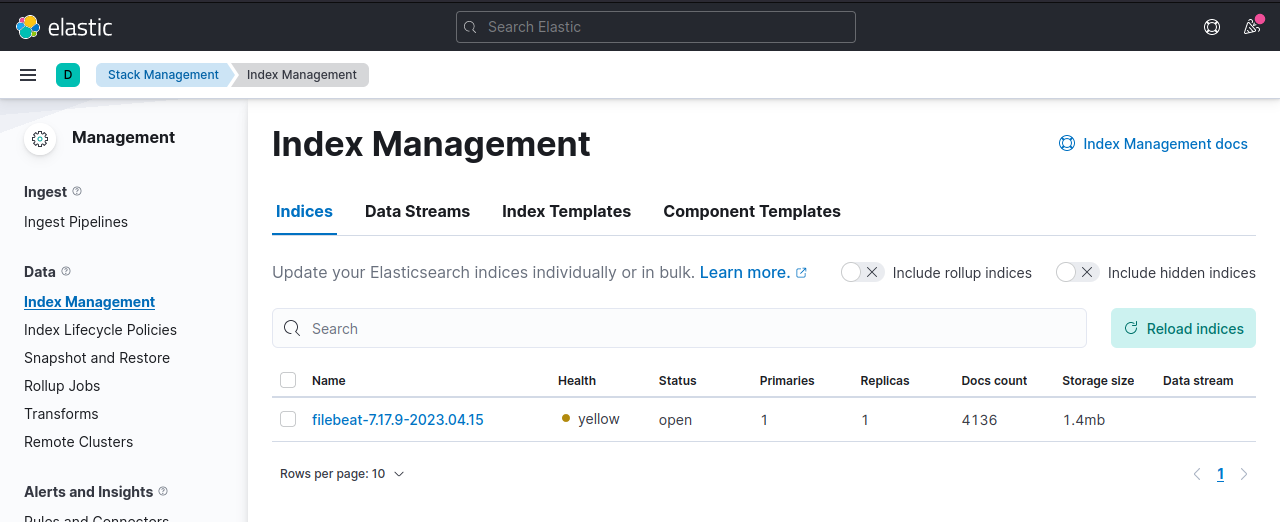 elastic
Search Elastic
D
Stack Management
Index Management
Management
Ingest
Ingest Pipelines
Data
Index Management
Index Lifecycle Policies
Snapshot and Restore
Rollup Jobs
Transforms
Remote Clusters
Alerts and Insights
Rules and Connectors
Index Management
Index Management docs
Indices Data Streams Index Templates Component Templates
Update your Elasticsearch indices individually or in bulk. Learn more. Include rollup indices Include hidden indices
Search
Reload indices
Name Health Status Primaries Replicas Docs count Storage size Data stream
filebeat-7.17.9-2023.04.15 yellow open 1 1 4136 1.4mb
Rows per page: 10
1